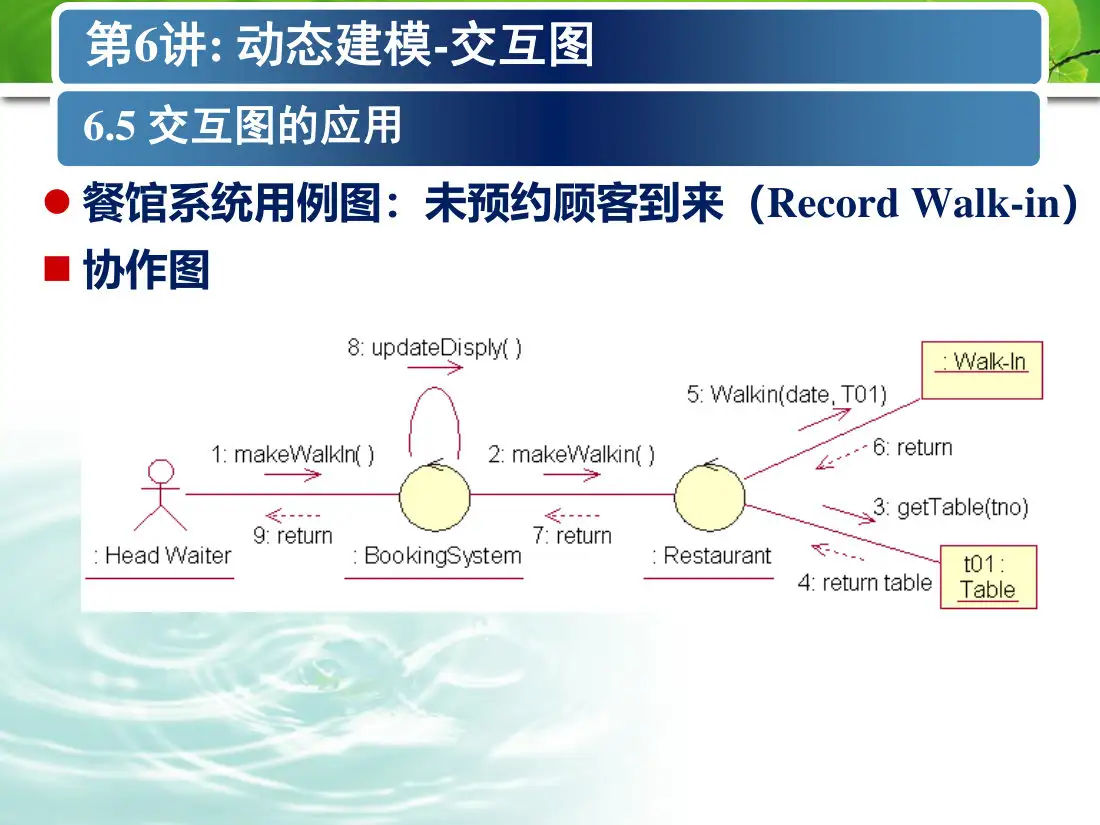 第6讲: 动态建模-交互图
6.5 交互图的应用
餐馆系统用例图：未预约顾客到来（Record Walk-in）
协作图
8: updateDisply( )
: Walk-In
5: Walkin(date, T01)
1: makeWalkIn( )
2: makeWalkin( )
6: return
3: getTable(tno)
9: return
7: return
: Head Waiter
: BookingSystem
: Restaurant
4: return table
t01 :
Table